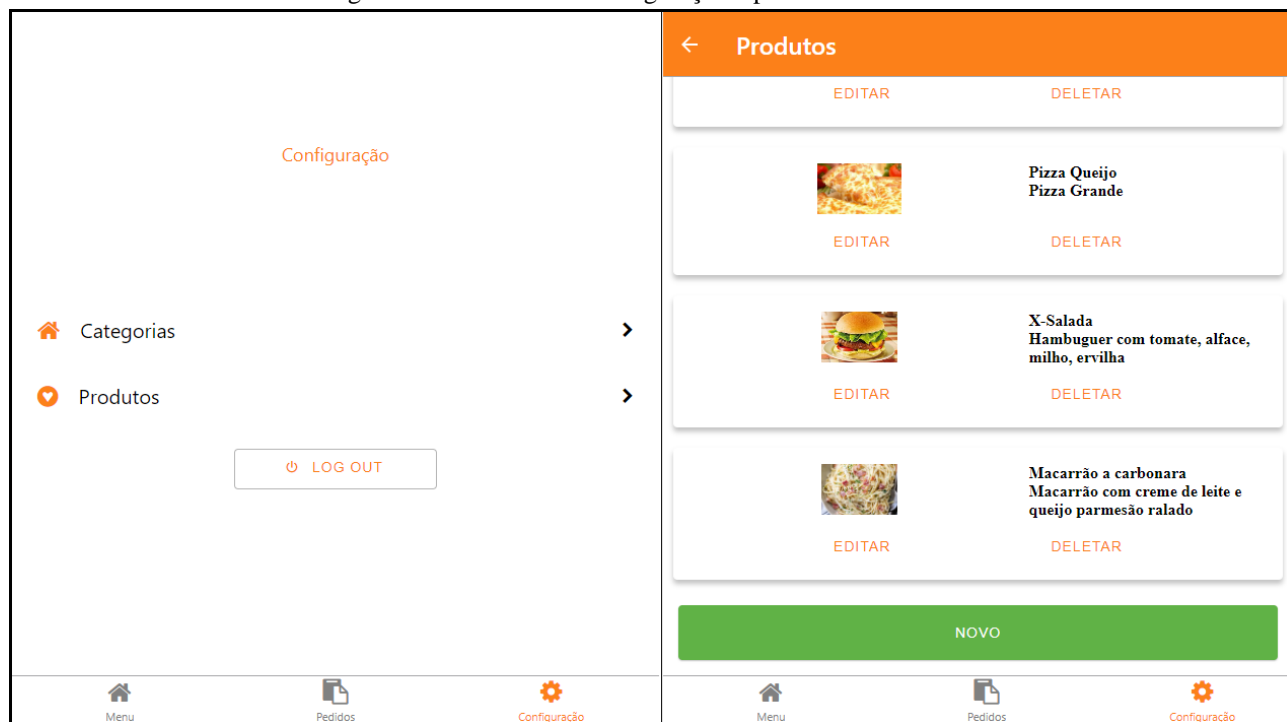 Configuração
Categorias
Produtos
LOG OUT
Menu
Pedidos
Configuração
Produtos
EDITAR
DELETAR
Pizza Queijo
Pizza Grande
EDITAR
DELETAR
X-Salada
Hambuguer com tomate, alface,
milho, ervilha
EDITAR
DELETAR
Macarrão a carbonara
Macarrão com creme de leite e
queijo parmesão ralado
EDITAR
DELETAR
NOVO
Menu
Pedidos
Configuração